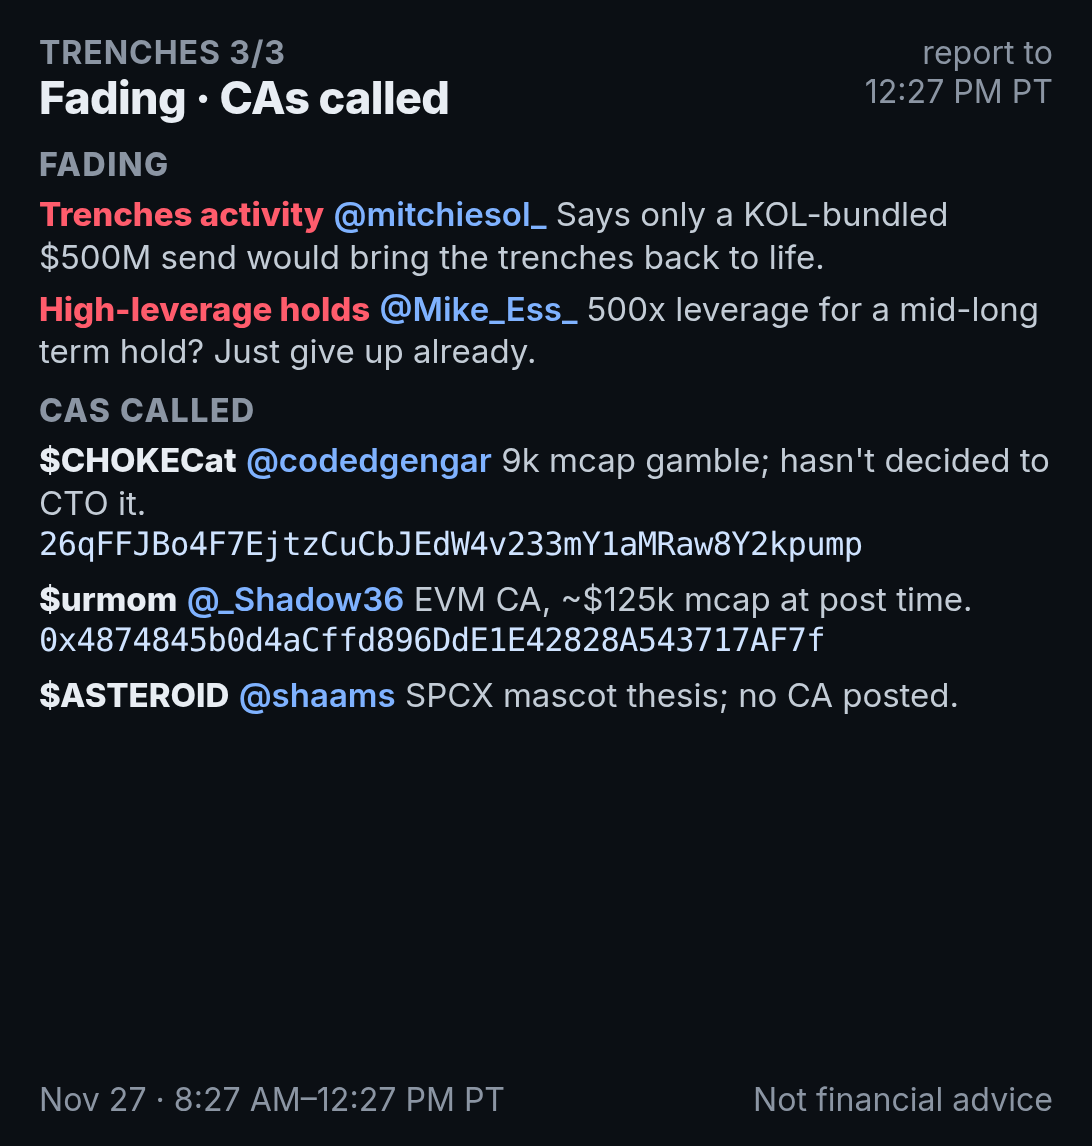 TRENCHES 3/3
report to
Fading · CAs called
12:27 PM PT
FADING
Trenches activity @mitchiesol_ Says only a KOL-bundled
$500M send would bring the trenches back to life.
High-leverage holds @Mike_Ess_ 500x leverage for a mid-long
term hold? Just give up already.
CAS CALLED
$CHOKECat @codedgengar 9k mcap gamble; hasn't decided to
CTO it.
26qFFJBo4F7EjtzCuCbJEdW4v233mY1aMRaw8Y2kpump
$urmom @_Shadow36 EVM CA, ~$125k mcap at post time.
0x4874845b0d4aCffd896DdE1E42828A543717AF7f
$ASTEROID @shaams SPCX mascot thesis; no CA posted.
Nov 27 · 8:27 AM–12:27 PM PT
Not financial advice